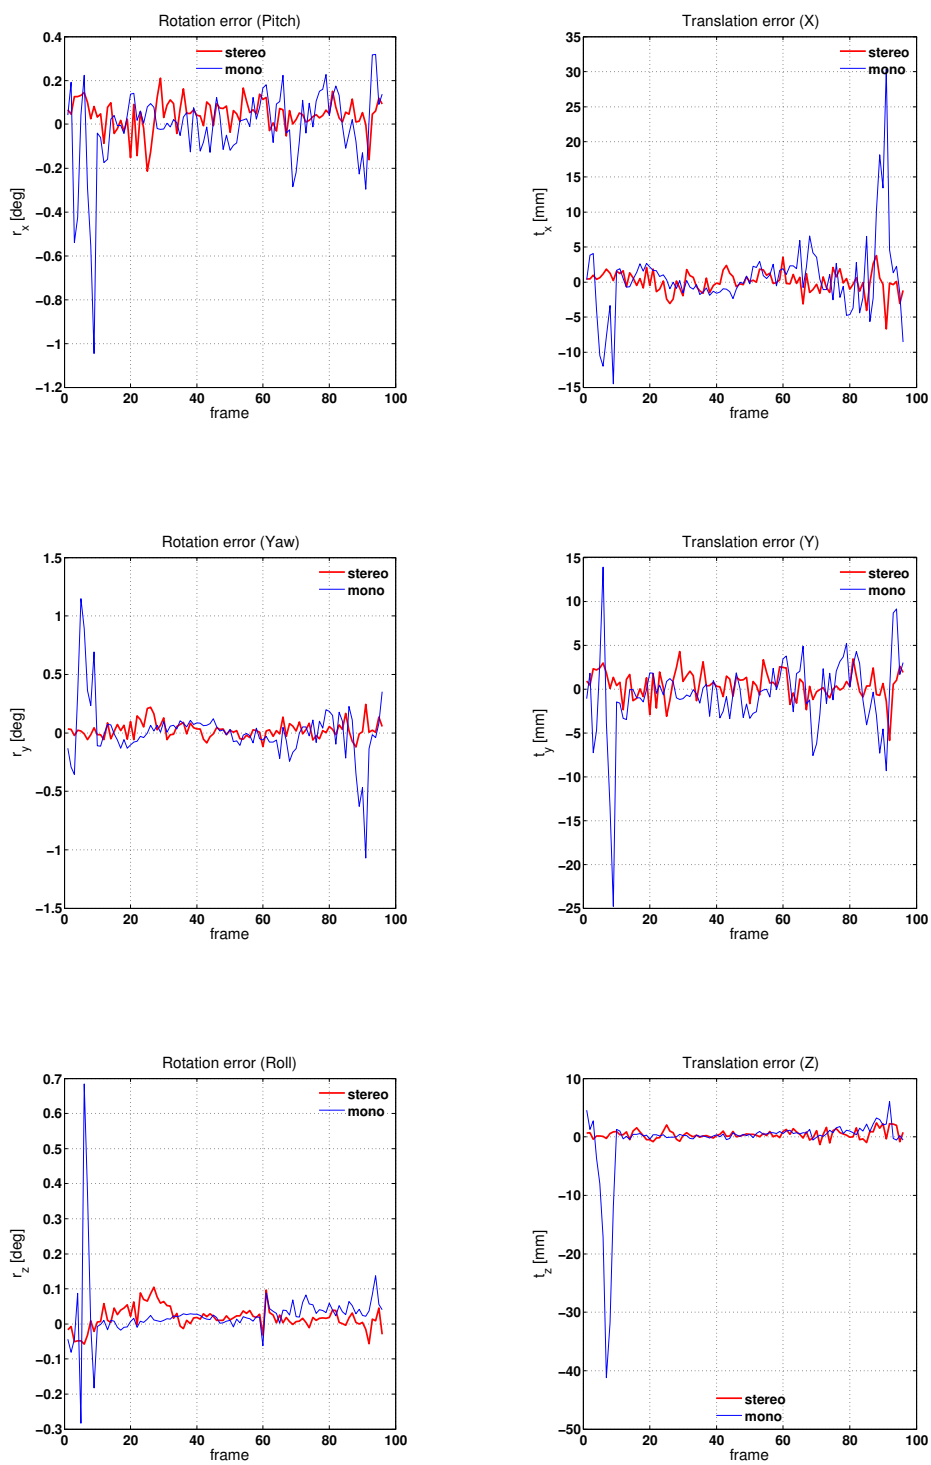 Rotation error (Pitch)
0.4
0.2
0
−0.2
−0.4
−0.6
−0.8
−1
−1.2
r_x [deg]
stereo
mono
0 20 40 60 80 100
frame
Translation error (X)
35
30
25
20
15
10
5
0
−5
−10
−15
t_x [mm]
stereo
mono
0 20 40 60 80 100
frame
Rotation error (Yaw)
1.5
1
0.5
0
−0.5
−1
−1.5
r_y [deg]
stereo
mono
0 20 40 60 80 100
frame
Translation error (Y)
15
10
5
0
−5
−10
−15
−20
−25
t_y [mm]
stereo
mono
0 20 40 60 80 100
frame
Rotation error (Roll)
0.7
0.6
0.5
0.4
0.3
0.2
0.1
0
−0.1
−0.2
−0.3
r_z [deg]
stereo
mono
0 20 40 60 80 100
frame
Translation error (Z)
10
0
−10
−20
−30
−40
−50
t_z [mm]
stereo
mono
0 20 40 60 80 100
frame